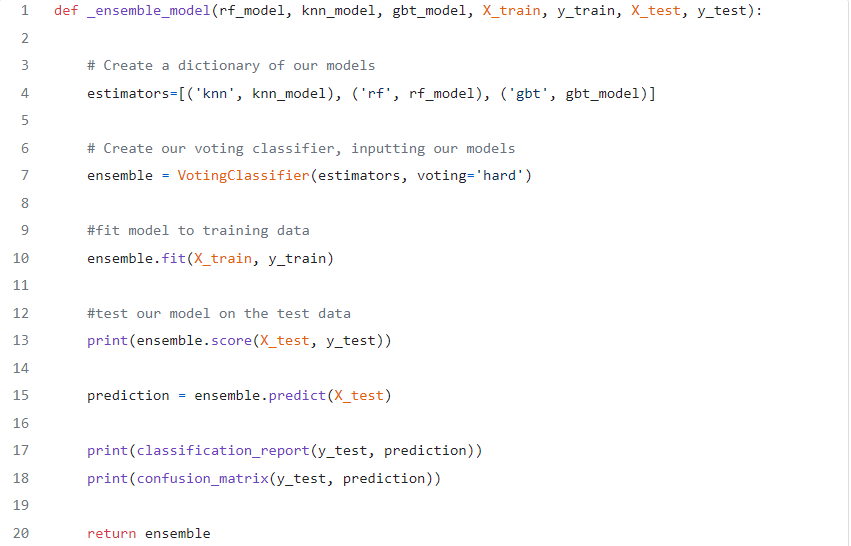 1 def _ensemble_model(rf_model, knn_model, gbt_model, X_train, y_train, X_test, y_test):
2
3 # Create a dictionary of our models
4 estimators=[('knn', knn_model), ('rf', rf_model), ('gbt', gbt_model)]
5
6 # Create our voting classifier, inputting our models
7 ensemble = VotingClassifier(estimators, voting='hard')
8
9 #fit model to training data
10 ensemble.fit(X_train, y_train)
11
12 #test our model on the test data
13 print(ensemble.score(X_test, y_test))
14
15 prediction = ensemble.predict(X_test)
16
17 print(classification_report(y_test, prediction))
18 print(confusion_matrix(y_test, prediction))
19
20 return ensemble